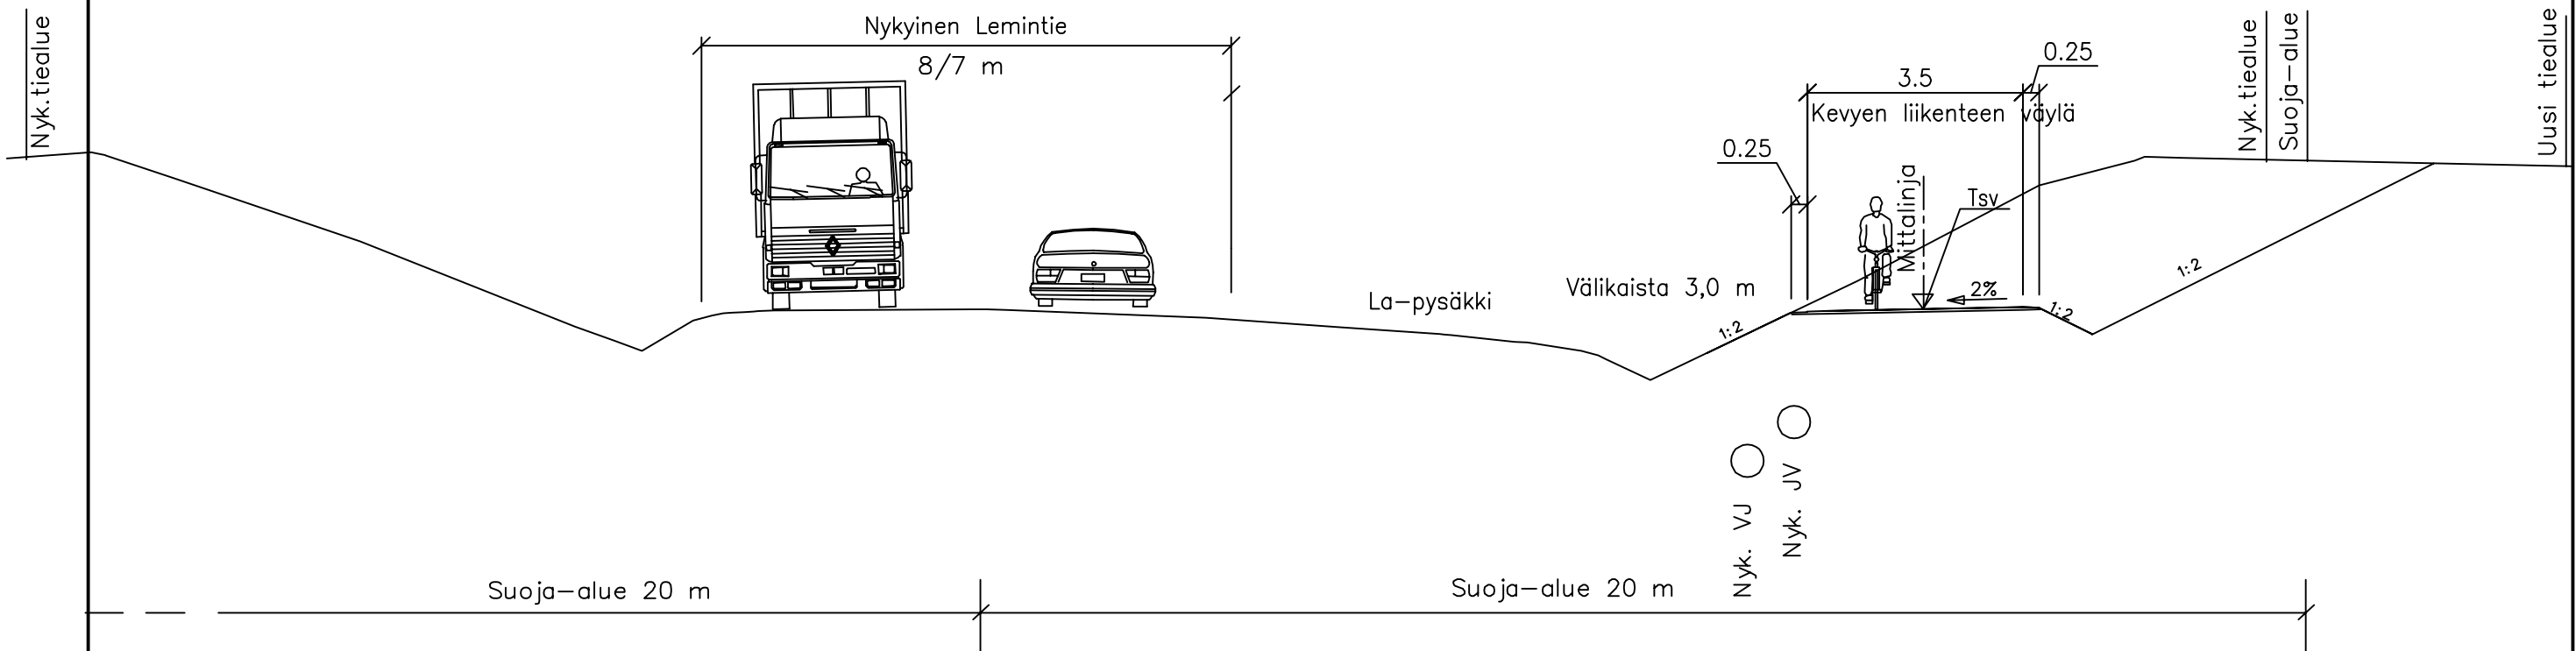 Nyk.tiealue
Nykyinen Lemintie
8/7 m
0.25
3.5
Kevyen liikenteen väylä
0.25
Nyk.tiealue
Suoja-alue
Uusi tiealue
Mittalinja
Tsv
La-pysäkki
Välikaista 3,0 m
2%
1:2
1:2
1:2
Nyk. VJ
Nyk. JV
Suoja-alue 20 m
Suoja-alue 20 m